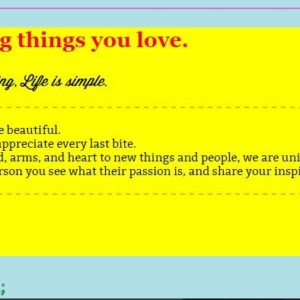 g things you love.
ng, Life is simple.
e beautiful.
appreciate every last bite.
d, arms, and heart to new things and people, we are uni
rson you see what their passion is, and share your inspi
;